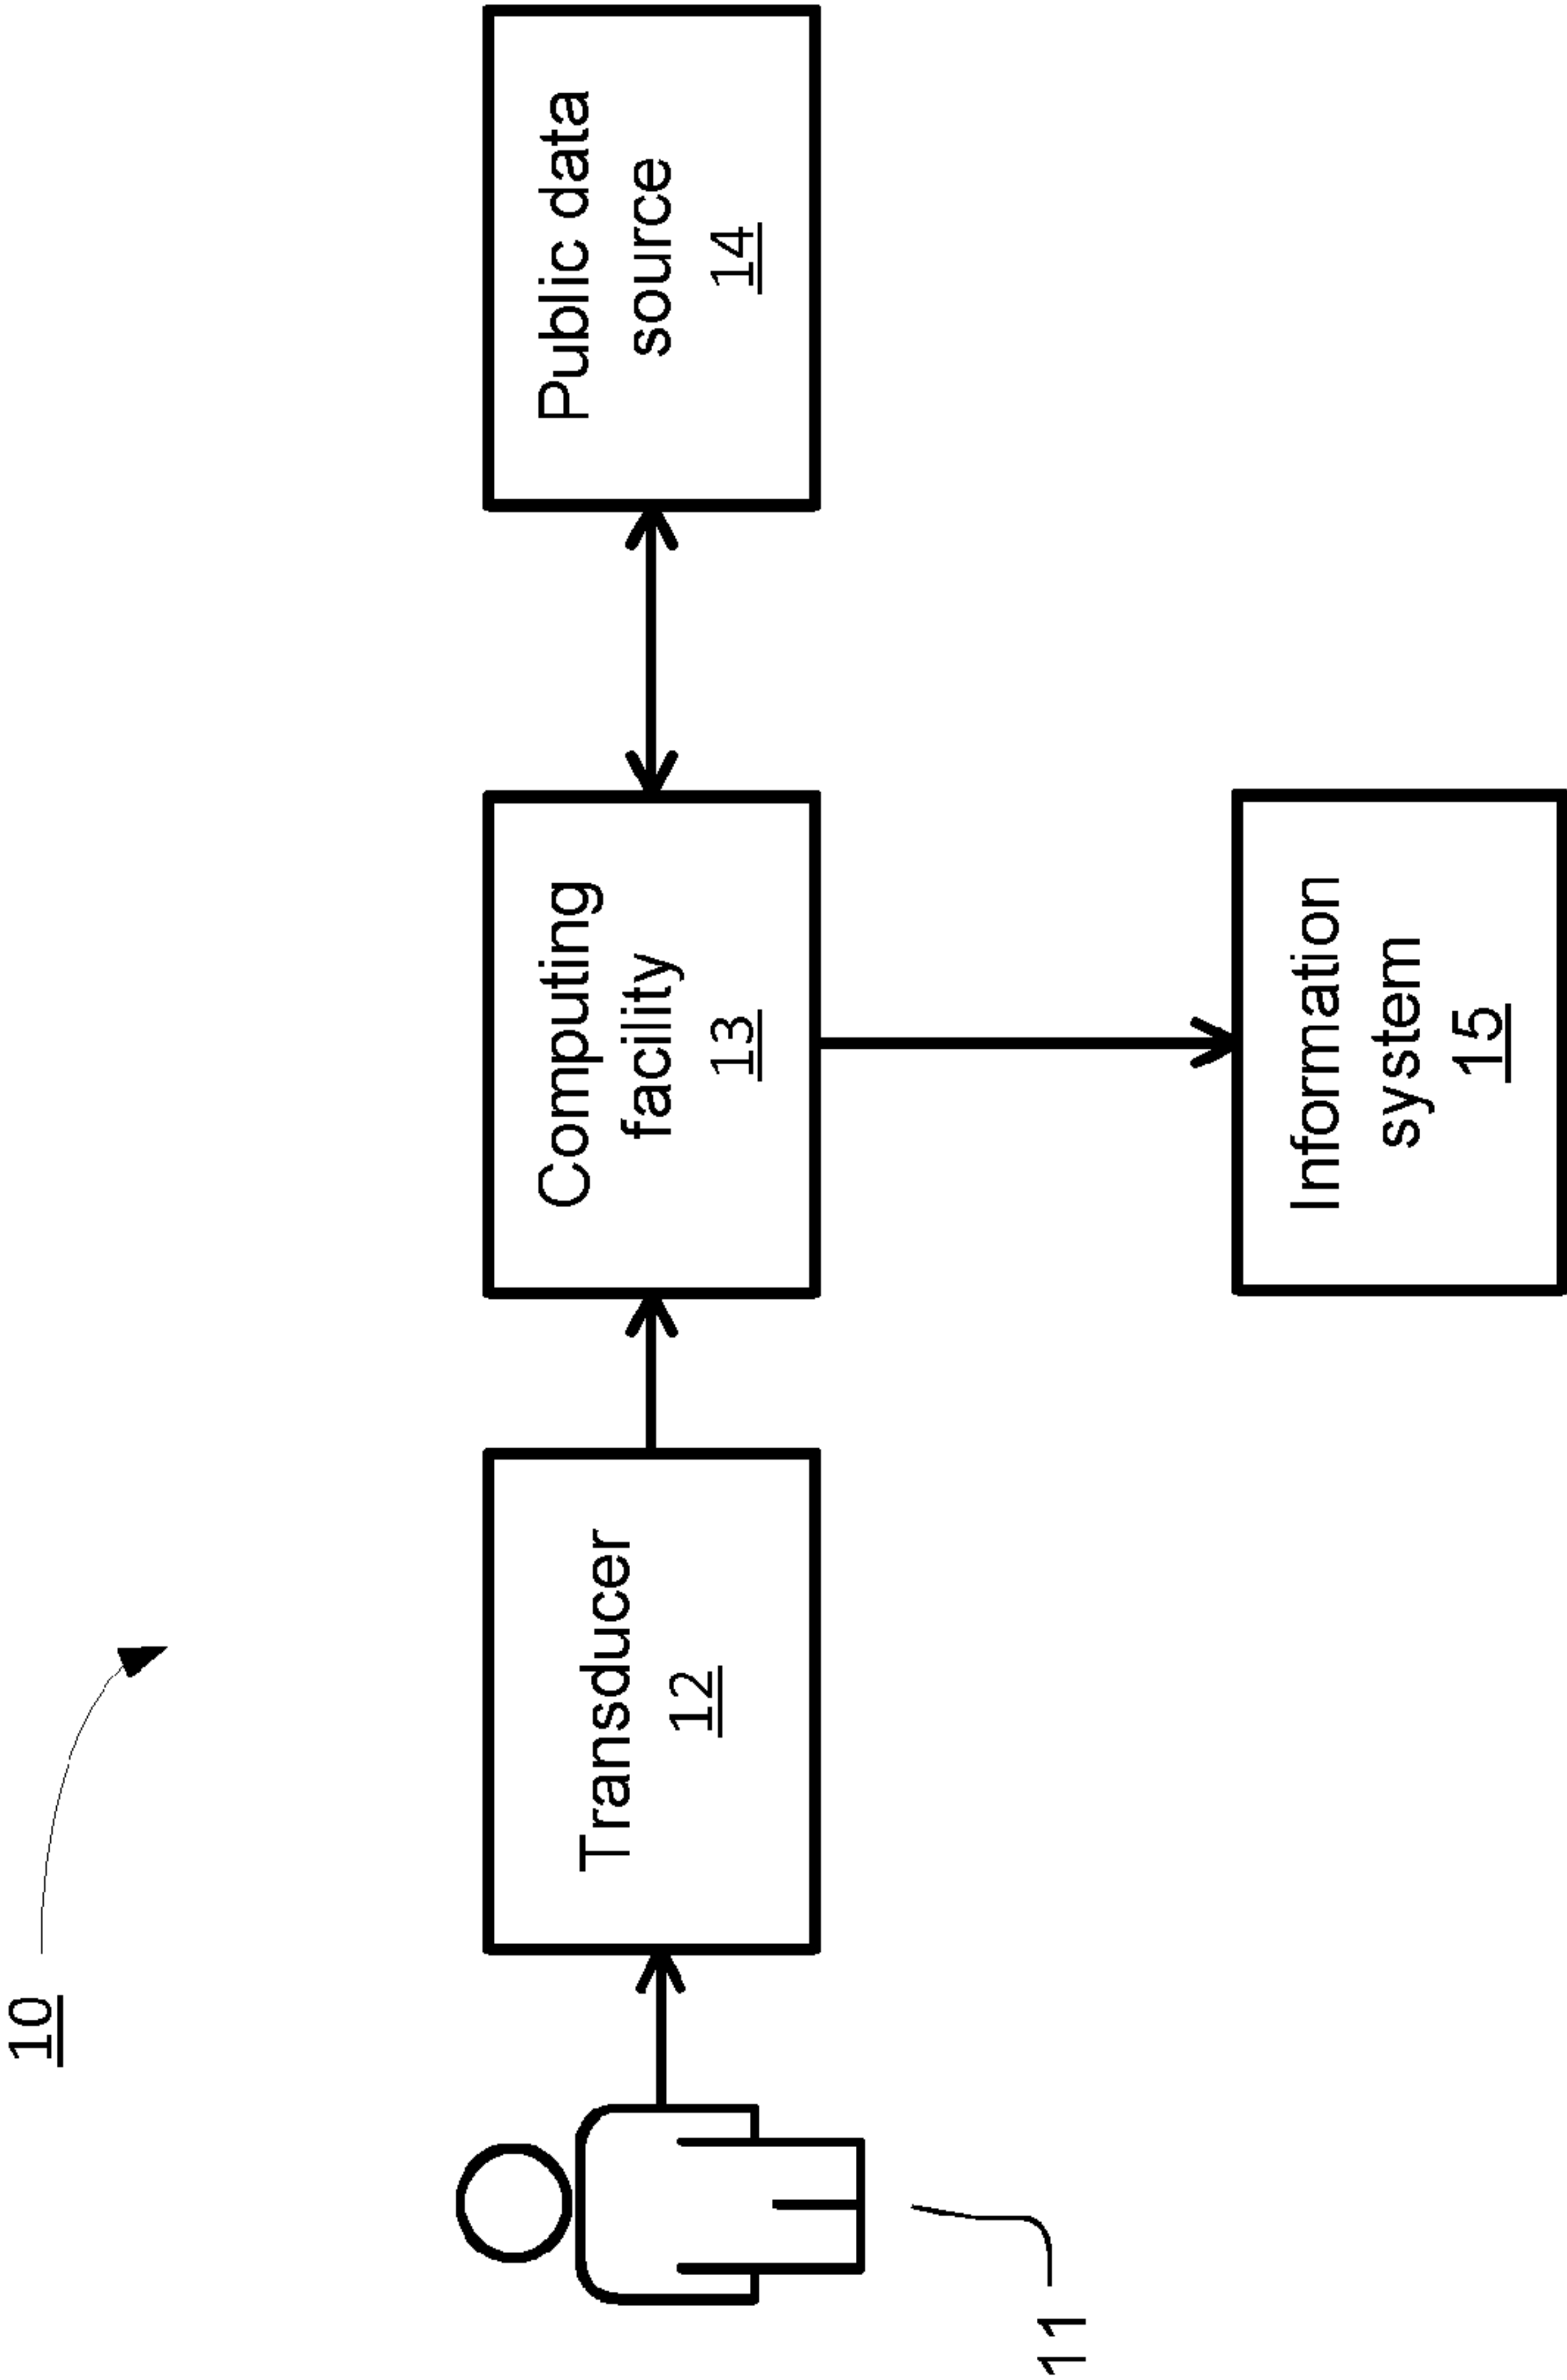 10
11
Transducer
12
Computing
facility
13
Public data
source
14
Information
system
15